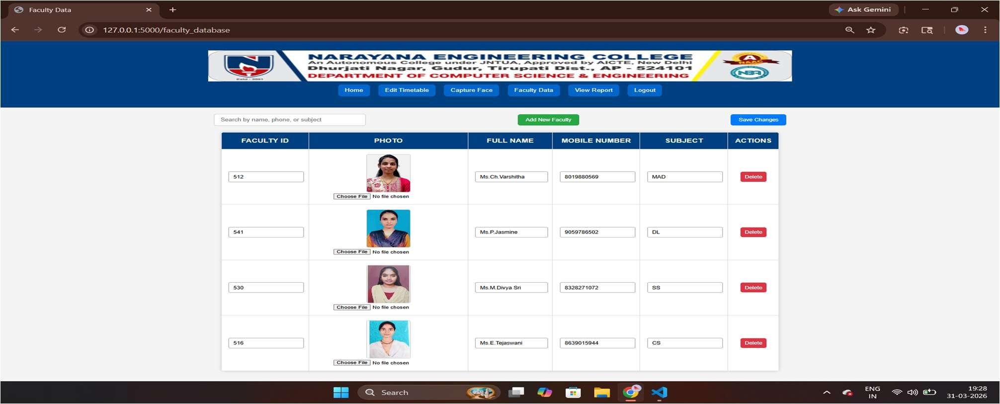 Faculty Data
Ask Gemini
127.0.0.1:5000/faculty_database
N
Estd : 2001
NARAYANA ENGINEERING COLLEGE
An Autonomous College under JNTUA, Approved by AICTE, New Delhi
Dhurjati Nagar, Gudur, Tirupati Dist., AP - 524101
DEPARTMENT OF COMPUTER SCIENCE & ENGINEERING
A
NAAC
NBA
Home Edit Timetable Capture Face Faculty Data View Report Logout
Search by name, phone, or subject Add New Faculty Save Changes
FACULTY ID PHOTO FULL NAME MOBILE NUMBER SUBJECT ACTIONS
512 Ms.Ch.Varshitha 8019880569 MAD Delete
Choose File No file chosen
541 Ms.P.Jasmine 9059786502 DL Delete
Choose File No file chosen
530 Ms.M.Divya Sri 8328271072 SS Delete
Choose File No file chosen
516 Ms.E.Tejaswani 8639015944 CS Delete
Choose File No file chosen
Search
ENG
IN
19:28
31-03-2026